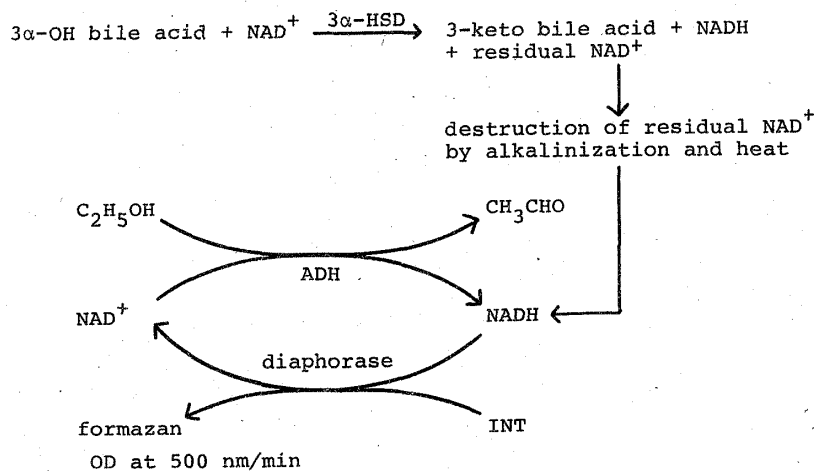 3α-OH bile acid + NAD⁺
3α-HSD
3-keto bile acid + NADH
+ residual NAD⁺
destruction of residual NAD⁺
by alkalinization and heat
C₂H₅OH
CH₃CHO
ADH
NAD⁺
NADH
diaphorase
formazan
INT
OD at 500 nm/min